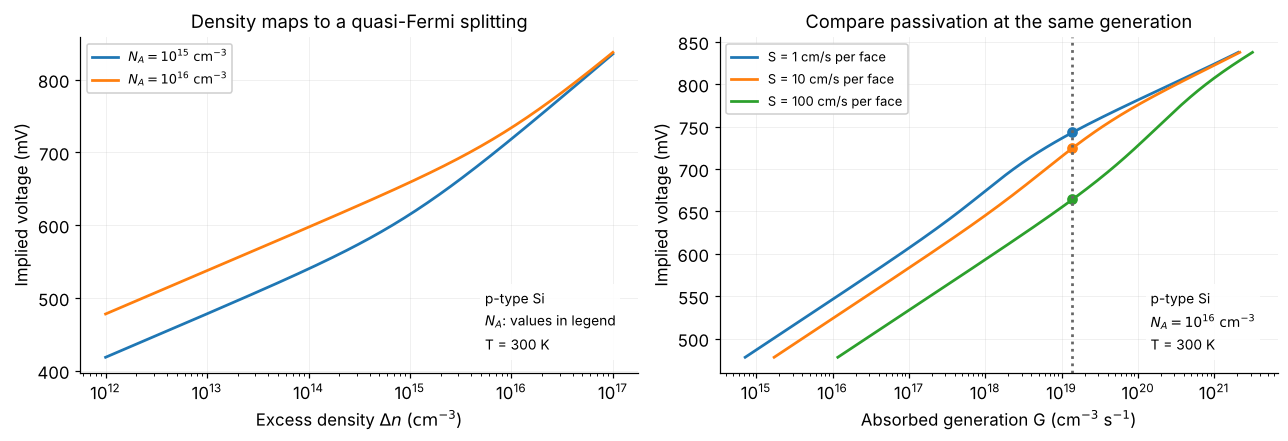 Density maps to a quasi-Fermi splitting
Implied voltage (mV)
800
700
600
500
400
N_A = 10^15 cm^−3
N_A = 10^16 cm^−3
p-type Si
N_A: values in legend
T = 300 K
10^12 10^13 10^14 10^15 10^16 10^17
Excess density Δn (cm^−3)
Compare passivation at the same generation
Implied voltage (mV)
850
800
750
700
650
600
550
500
S = 1 cm/s per face
S = 10 cm/s per face
S = 100 cm/s per face
p-type Si
N_A = 10^16 cm^−3
T = 300 K
10^15 10^16 10^17 10^18 10^19 10^20 10^21
Absorbed generation G (cm^−3 s^−1)